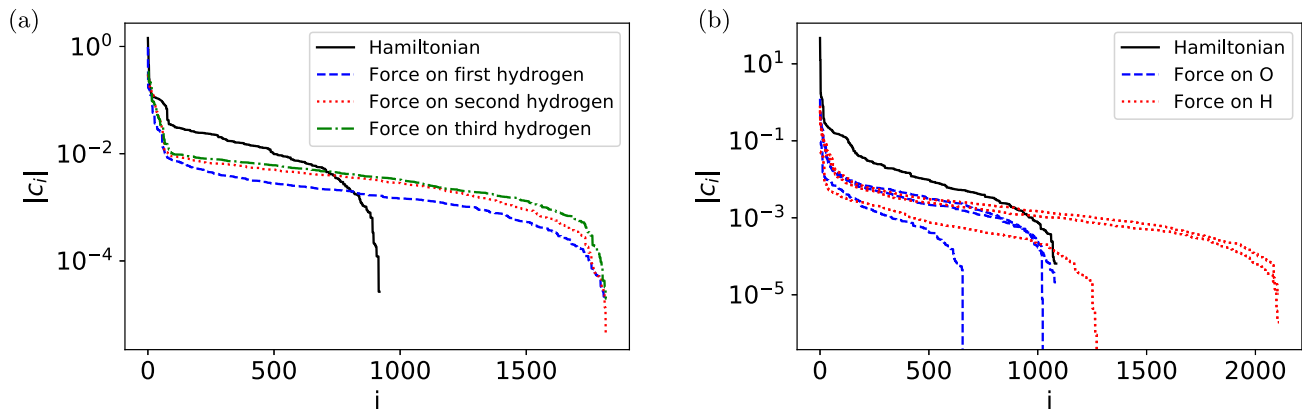 (a)
10^0
10^−2
10^−4
|c_i|
0
500
1000
1500
i
Hamiltonian
Force on first hydrogen
Force on second hydrogen
Force on third hydrogen
(b)
10^1
10^−1
10^−3
10^−5
|c_i|
0
500
1000
1500
2000
i
Hamiltonian
Force on O
Force on H